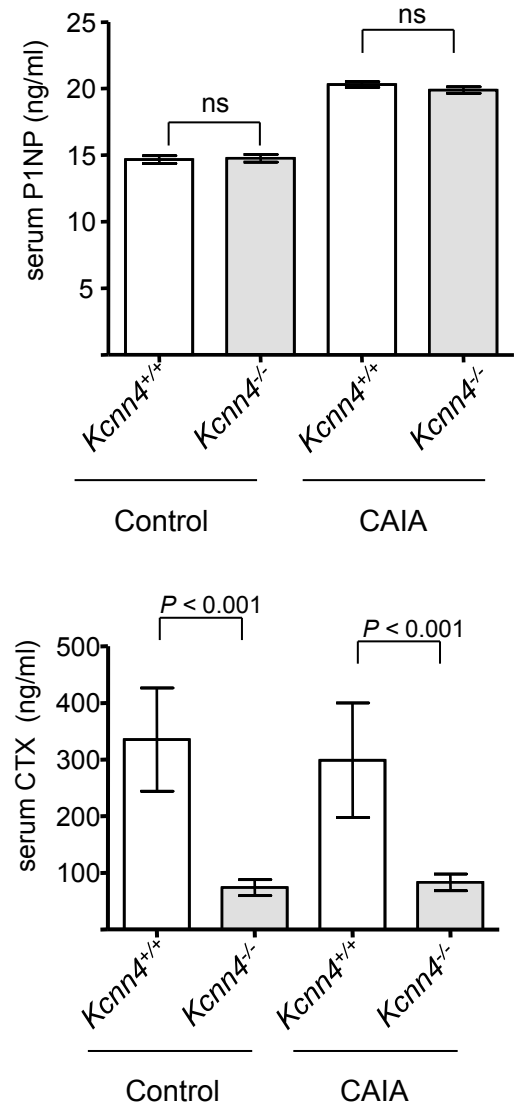 25
ns
20
ns
15
10
5
serum P1NP (ng/ml)
Kcnn4+/+
Kcnn4-/-
Kcnn4+/+
Kcnn4-/-
Control
CAIA
P < 0.001
P < 0.001
500
400
300
200
100
serum CTX (ng/ml)
Kcnn4+/+
Kcnn4-/-
Kcnn4+/+
Kcnn4-/-
Control
CAIA